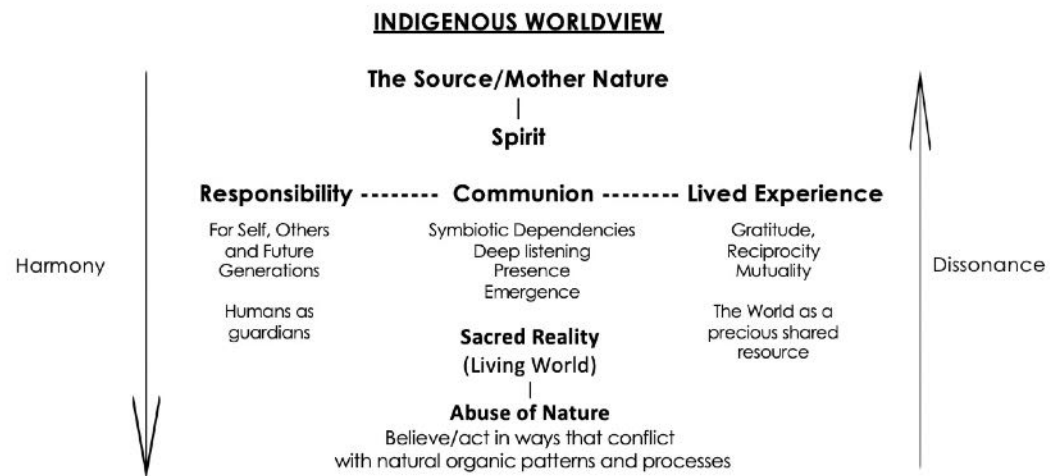 INDIGENOUS WORLDVIEW
The Source/Mother Nature
Spirit
Responsibility -------- Communion -------- Lived Experience
For Self, Others
and Future
Generations
Humans as
guardians
Symbiotic Dependencies
Deep listening
Presence
Emergence
Gratitude,
Reciprocity
Mutuality
The World as a
precious shared
resource
Harmony
Dissonance
Sacred Reality
(Living World)
Abuse of Nature
Believe/act in ways that conflict
with natural organic patterns and processes